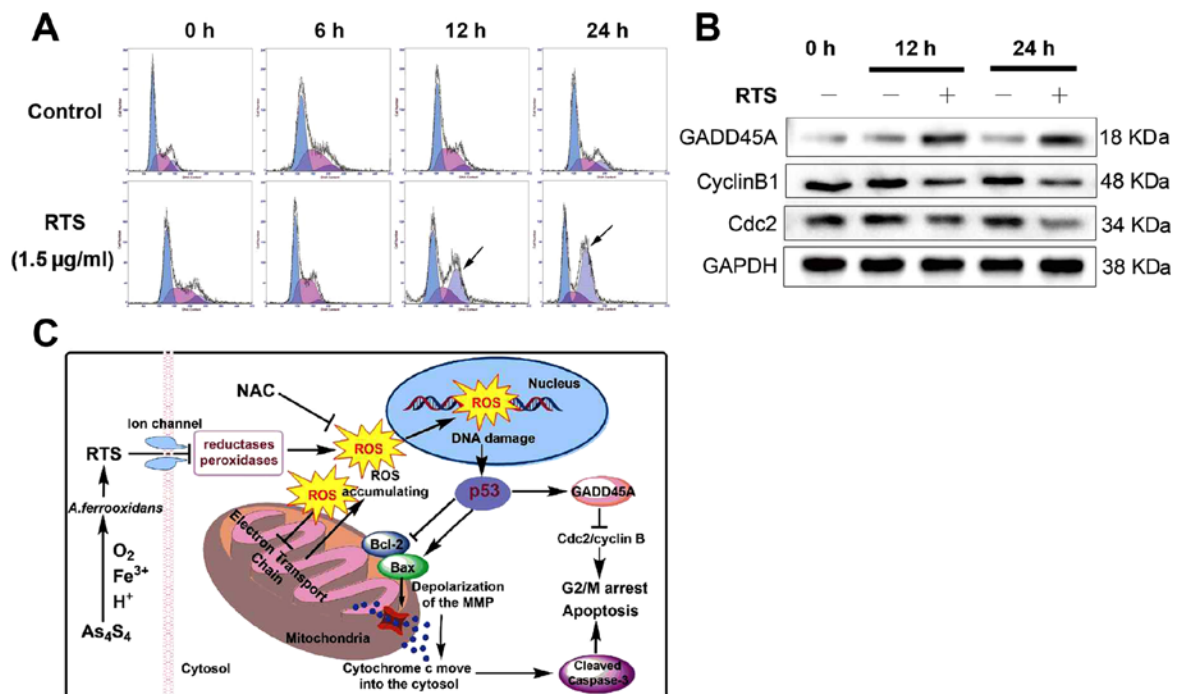 A
0 h 6 h 12 h 24 h
Control
RTS
(1.5 µg/ml)
B
0 h 12 h 24 h
RTS − − + − +
GADD45A 18 KDa
CyclinB1 48 KDa
Cdc2 34 KDa
GAPDH 38 KDa
C
NAC
Nucleus
ROS
DNA damage
Ion channel
RTS
reductases
peroxidases
ROS
ROS
accumulating
ROS
p53
GADD45A
A.ferrooxidans
O2
Fe3+
H+
As4S4
Electron Transport
Chain
Bcl-2
Bax
Cdc2/cyclin B
G2/M arrest
Apoptosis
Depolarization
of the MMP
Mitochondria
Cytosol
Cytochrome c move
into the cytosol
Cleaved
Caspase-3